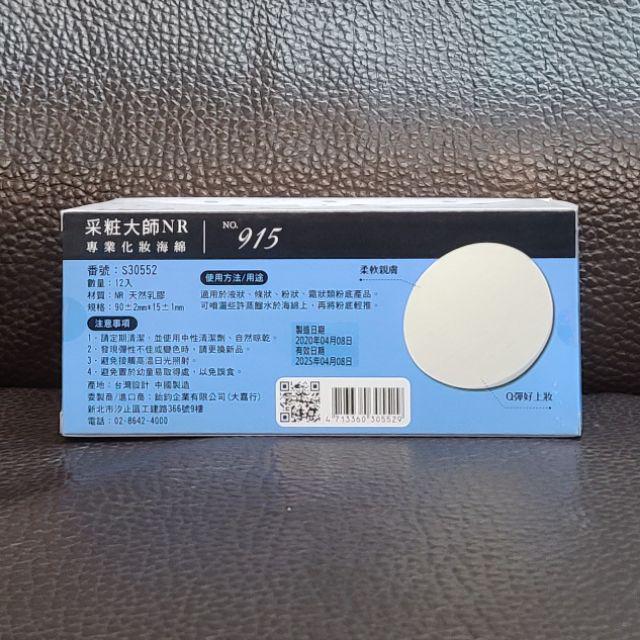 采粧大師NR
專業化妝海綿
NO. 915
番號：S30552
數量：12入
材質：NR 天然乳膠
規格：90±2mm*15±1mm
注意事項
1．請定期清潔，並使用中性清潔劑、自然晾乾。
2．發現彈性不佳或變色時，請更換新品。
3．避免接觸高溫日光照射。
4．避免置於幼童易取得處，以免誤食。
產地：台灣設計 中國製造
委製商/進口商：鈯鈞企業有限公司(大嘉行)
新北市汐止區工建路366號9樓
電話：02-8642-4000
使用方法/用途
適用於液狀、條狀、粉狀、霜狀類粉底產品。
可噴灑些許蒸餾水於海綿上，再將粉底輕推。
製造日期
2020年04月08日
有效日期
2025年04月08日
4 713360 305529
柔軟親膚
Q彈好上妝